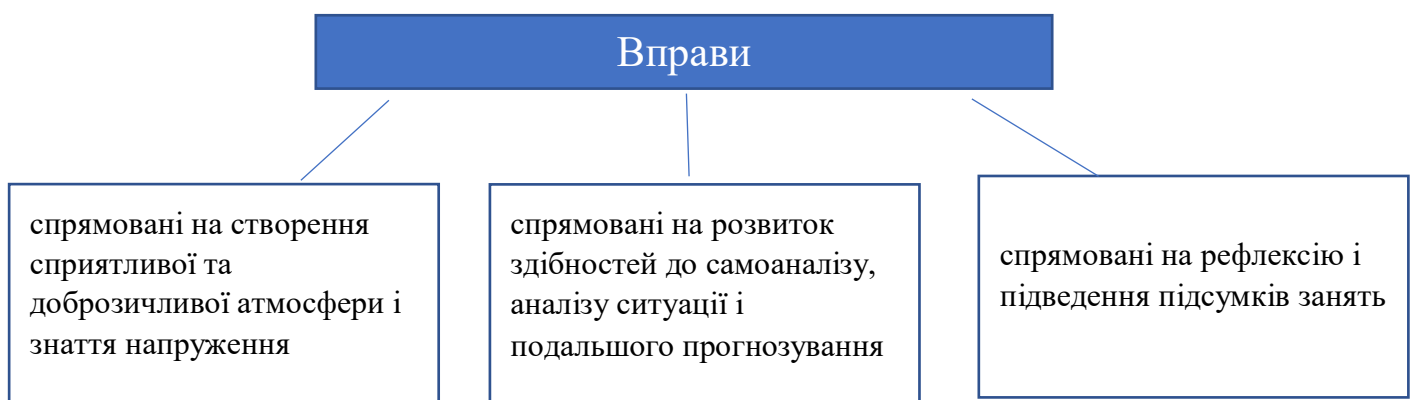 Вправи
спрямовані на створення
сприятливої та
доброзичливої атмосфери і
знаття напруження
спрямовані на розвиток
здібностей до самоаналізу,
аналізу ситуації і
подальшого прогнозування
спрямовані на рефлексію і
підведення підсумків занять